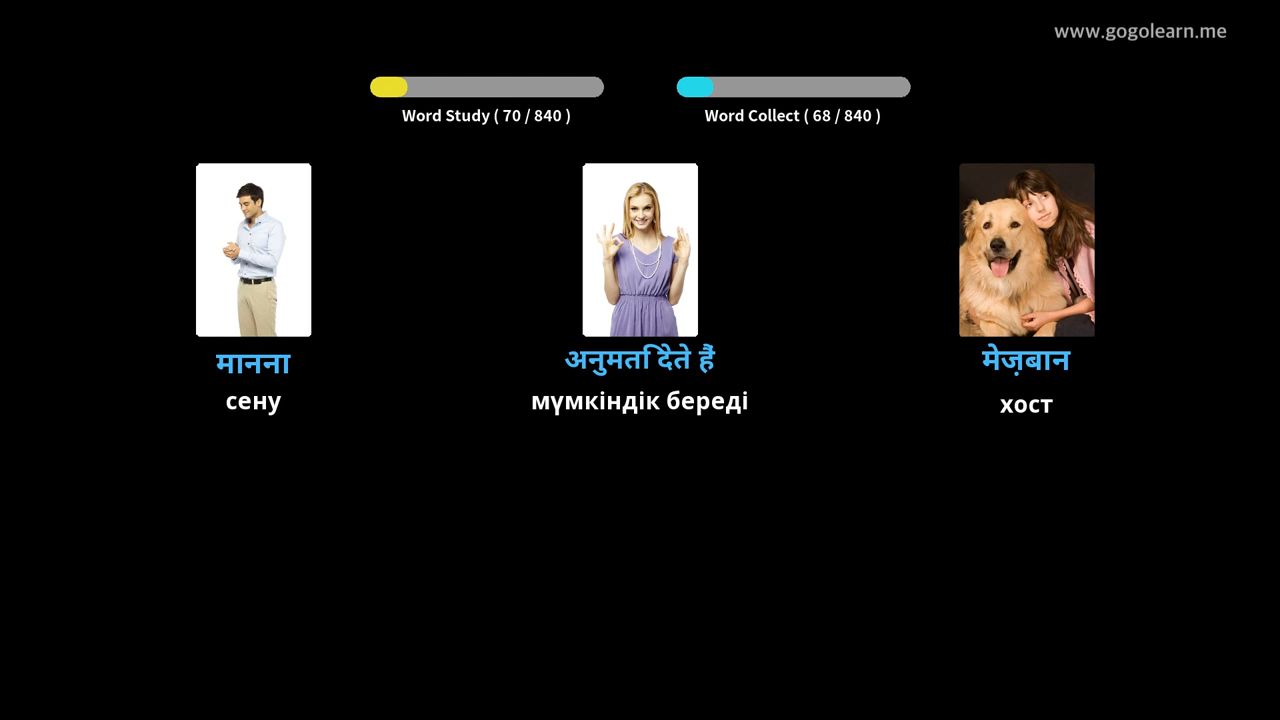 www.gogolearn.me
Word Study ( 70 / 840 )
Word Collect ( 68 / 840 )
मानना
अनुमति देते हैं
मेज़बान
сену
мүмкіндік береді
хост